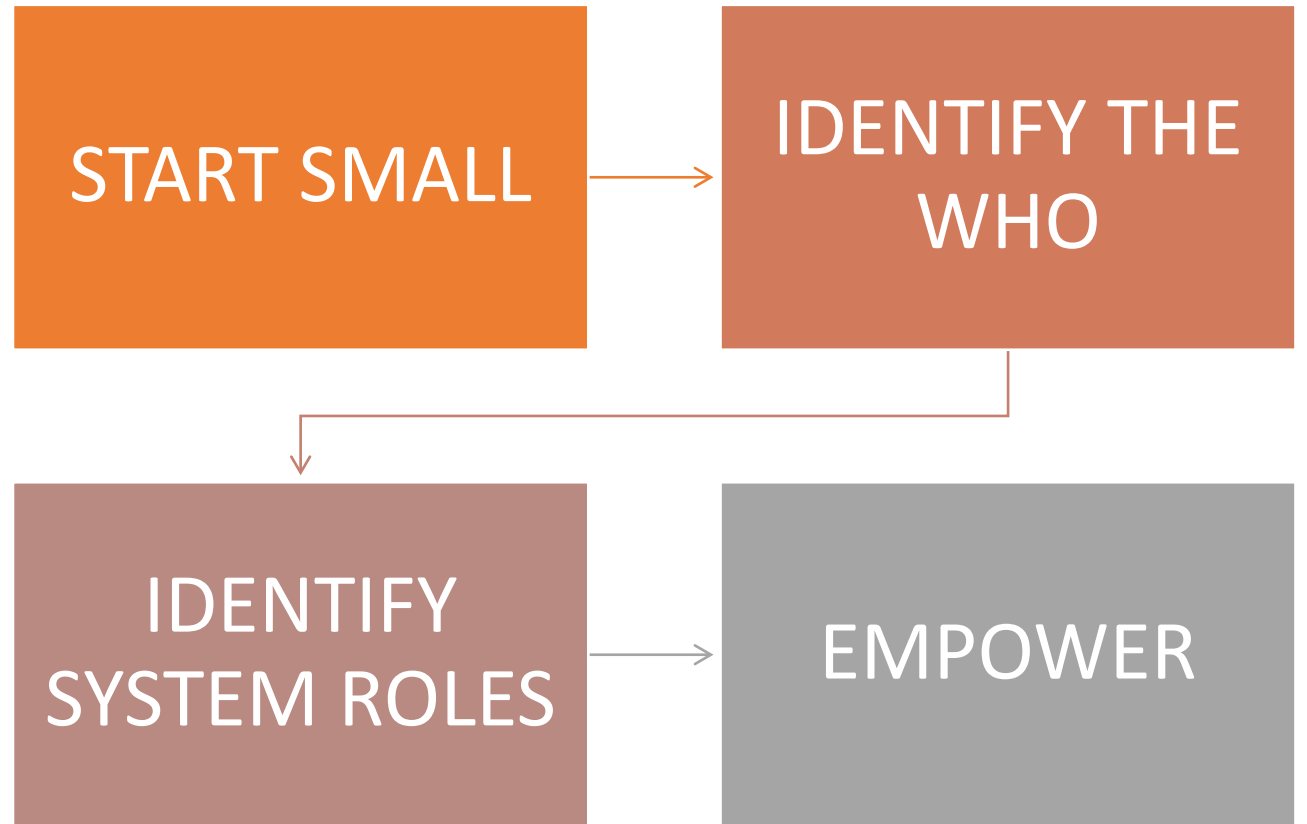 START SMALL
IDENTIFY THE
WHO
IDENTIFY
SYSTEM ROLES
EMPOWER